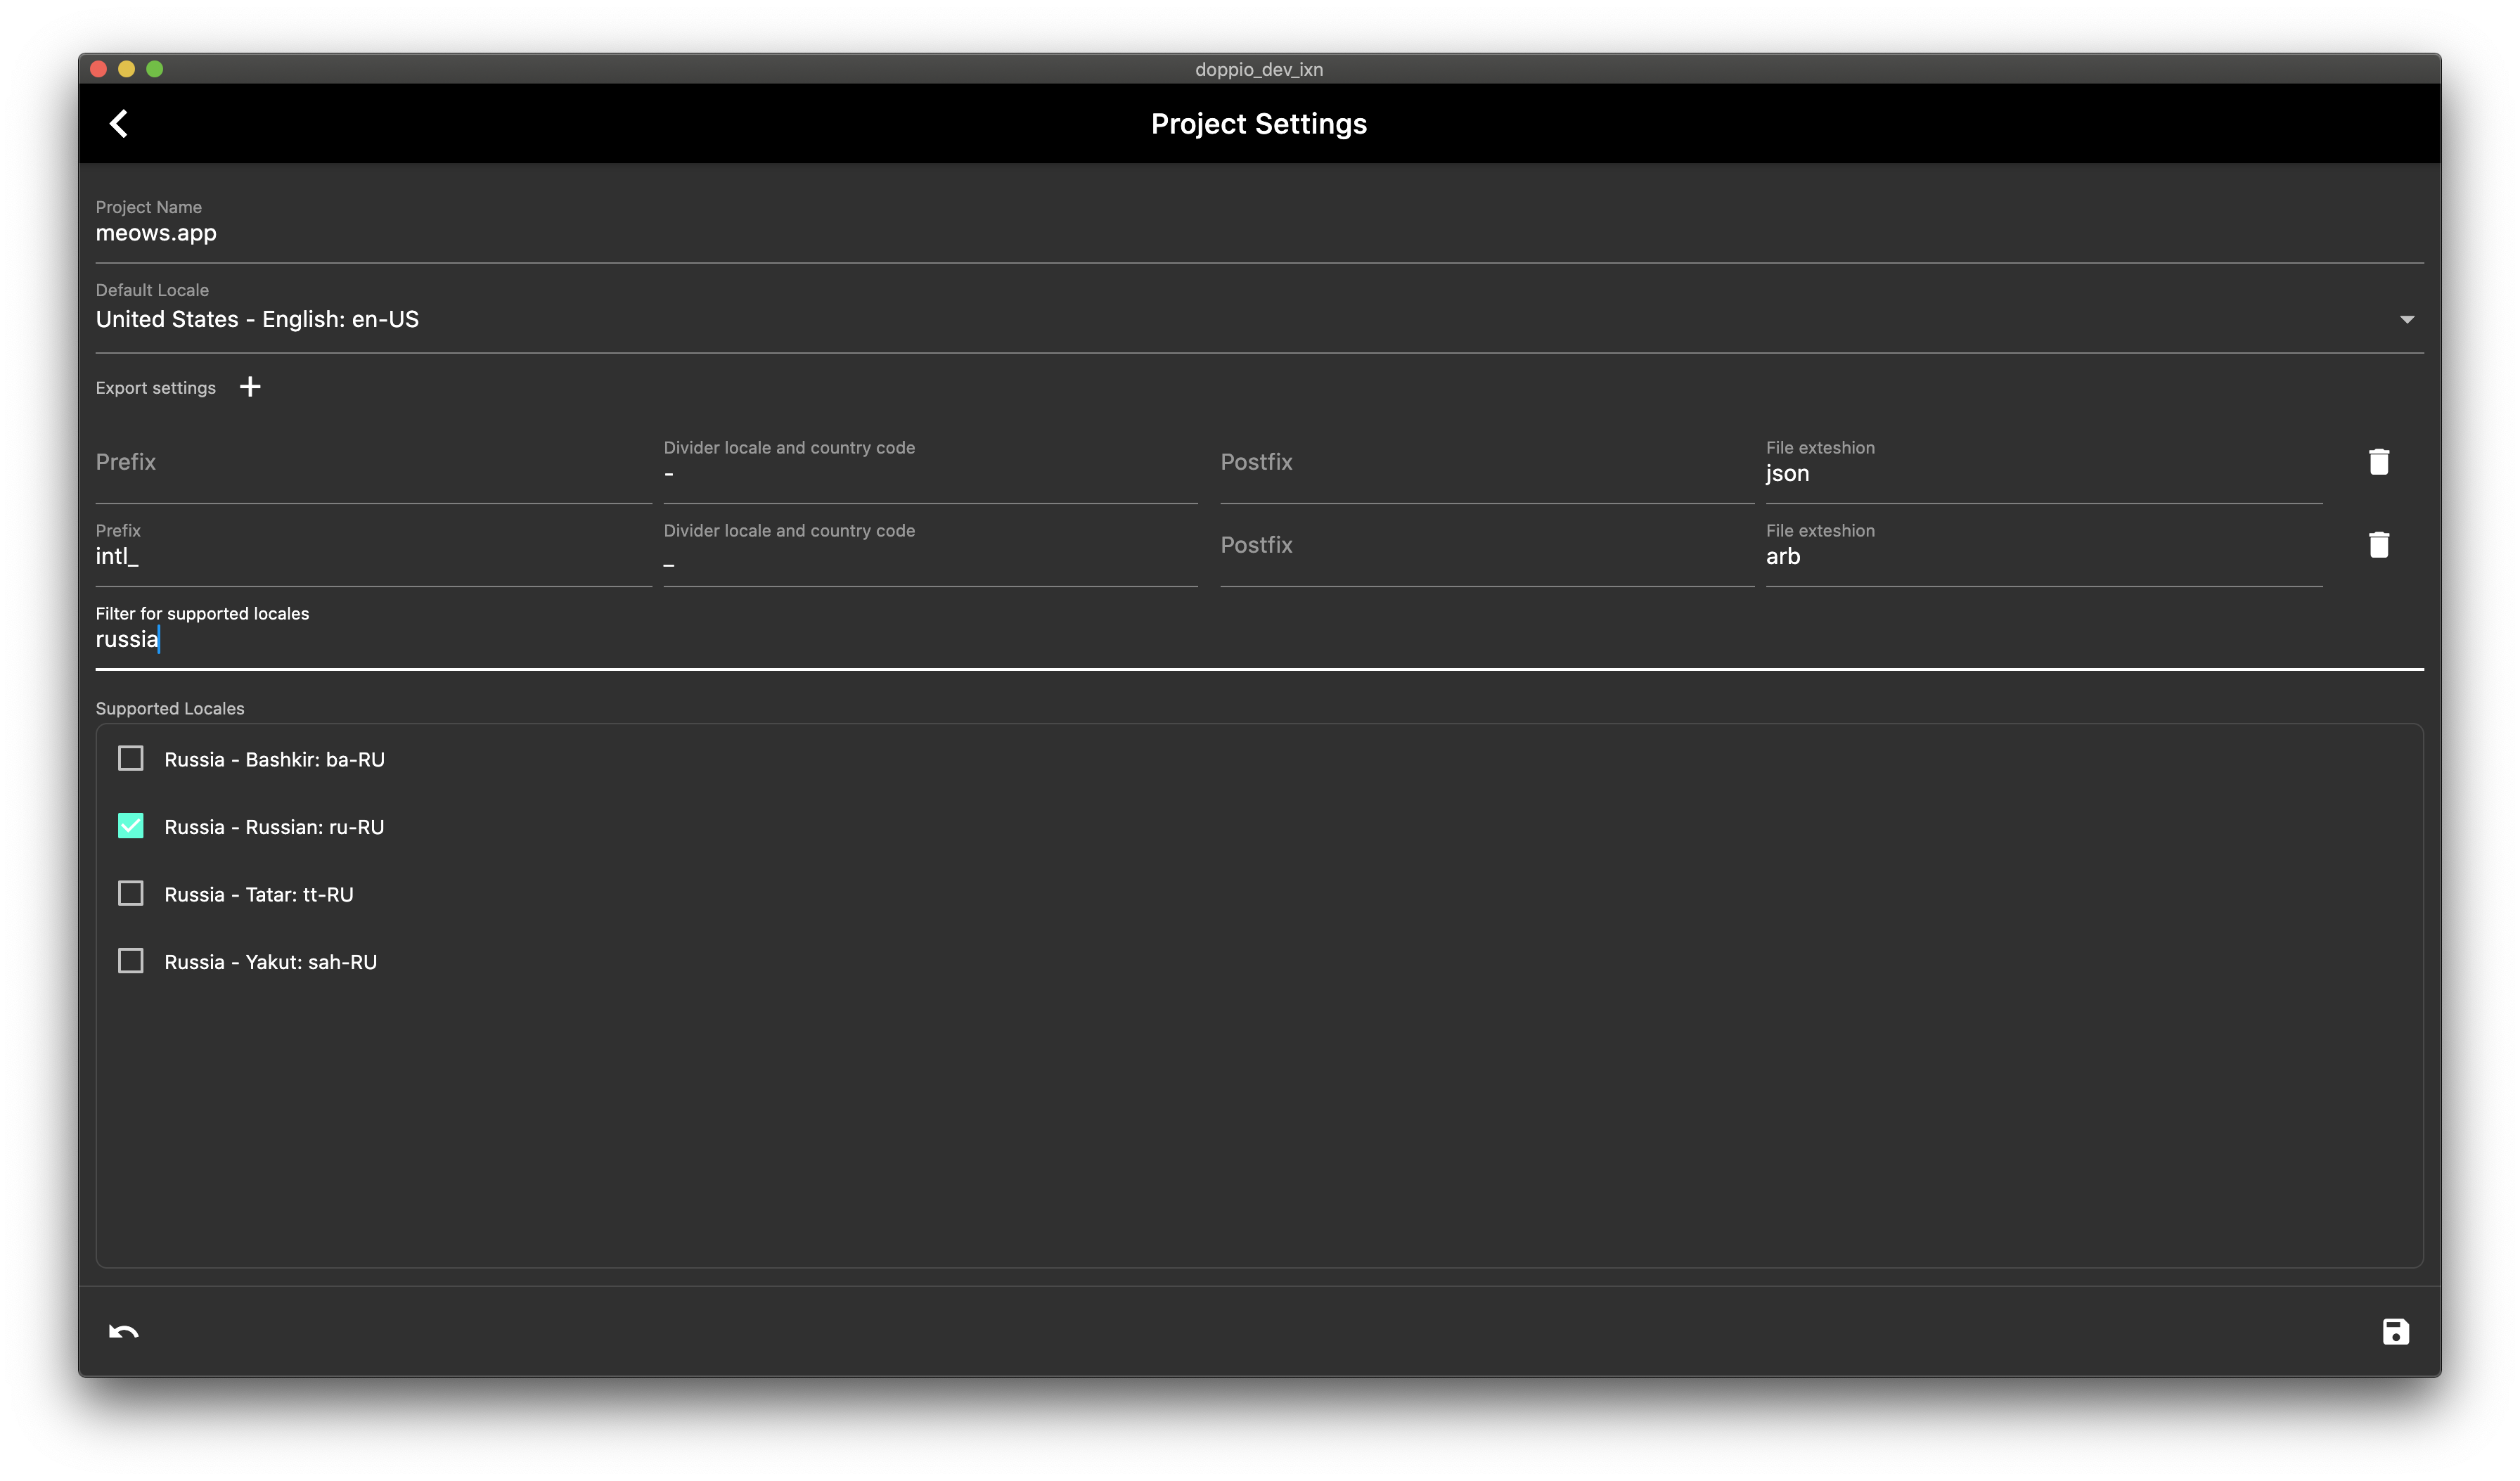 doppio_dev_ixn
Project Settings
Project Name
meows.app
Default Locale
United States - English: en-US
Export settings
Prefix
Divider locale and country code
-
Postfix
File exteshion
json
Prefix
intl_
Divider locale and country code
_
Postfix
File exteshion
arb
Filter for supported locales
russia
Supported Locales
Russia - Bashkir: ba-RU
Russia - Russian: ru-RU
Russia - Tatar: tt-RU
Russia - Yakut: sah-RU